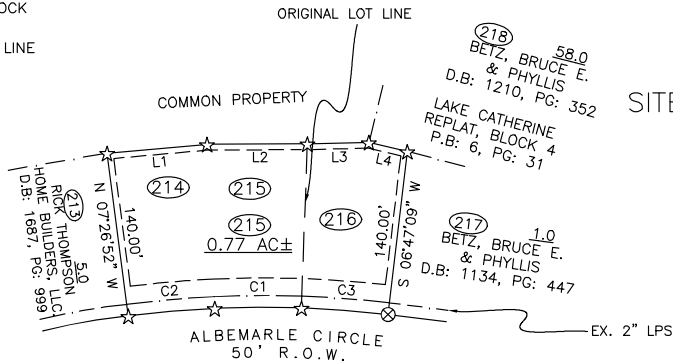 OCK
LINE
ORIGINAL LOT LINE
COMMON PROPERTY
218
58.0
BETZ, BRUCE E.
& PHYLLIS
D.B: 1210, PG: 352
LAKE CATHERINE
REPLAT, BLOCK 4
P.B: 6, PG: 31
SITE
L1
L2
L3
L4
214
215
215
216
0.77 AC±
213
5.0
RICK THOMPSON
HOME BUILDERS, LLC
D.B: 1687, PG: 999
N 07°26'52" W
140.00'
140.00'
S 06°47'09" W
217
1.0
BETZ, BRUCE E.
& PHYLLIS
D.B: 1134, PG: 447
C2
C1
C3
ALBEMARLE CIRCLE
50' R.O.W.
EX. 2" LPS